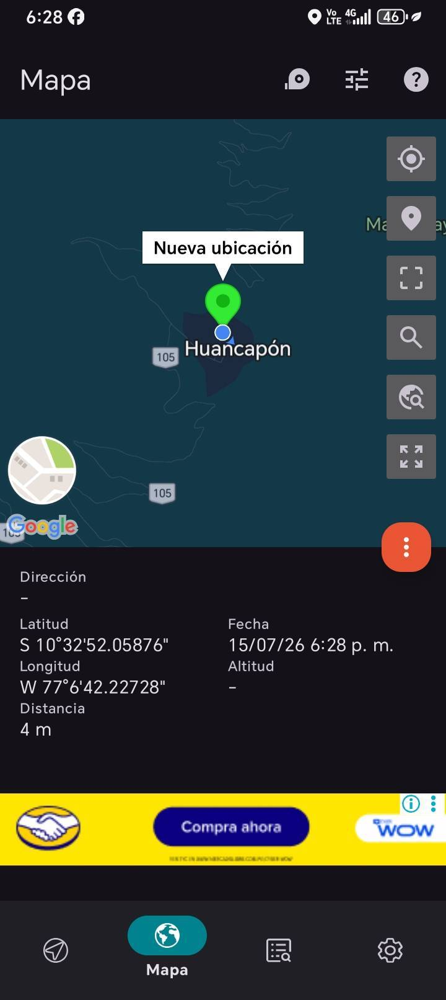 6:28
Vo
LTE
4G
46
Mapa
Nueva ubicación
Huancapón
105
105
Google
Dirección
-
Latitud
S 10°32'52.05876"
Fecha
15/07/26 6:28 p. m.
Longitud
W 77°6'42.22728"
Altitud
-
Distancia
4 m
Compra ahora
WOW
Mapa